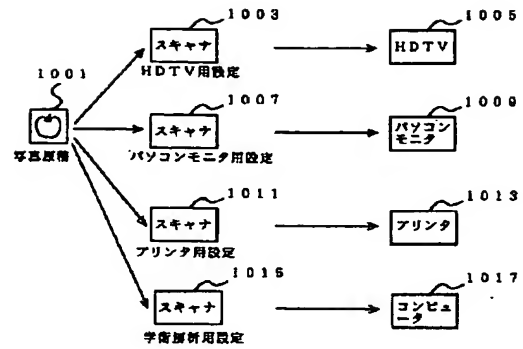 1003
1005
スキャナ
HDTV
HDTV用設定
1001
1007
1009
スキャナ
パソコン
モニタ
写真原稿
パソコンモニタ用設定
1011
1013
スキャナ
プリンタ
プリンタ用設定
1015
1017
スキャナ
コンピュ
ータ
学術解析用設定